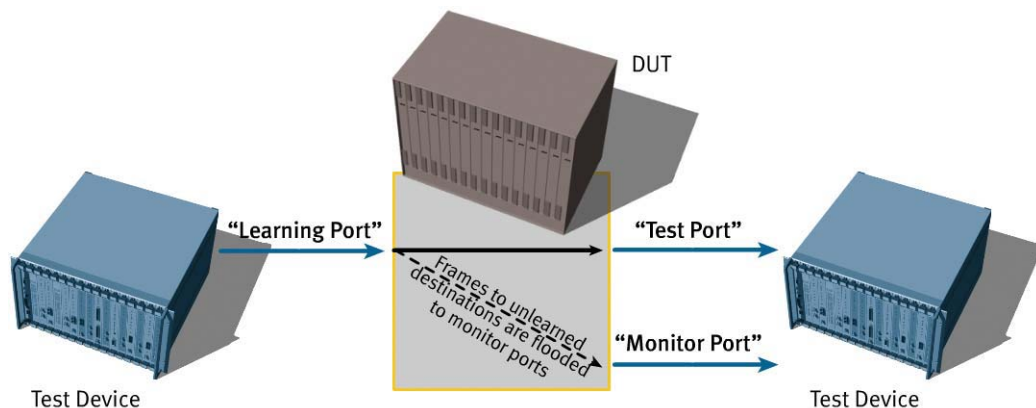 DUT
“Learning Port”
“Test Port”
Frames to unlearned
destinations are flooded
to monitor ports
“Monitor Port”
Test Device
Test Device